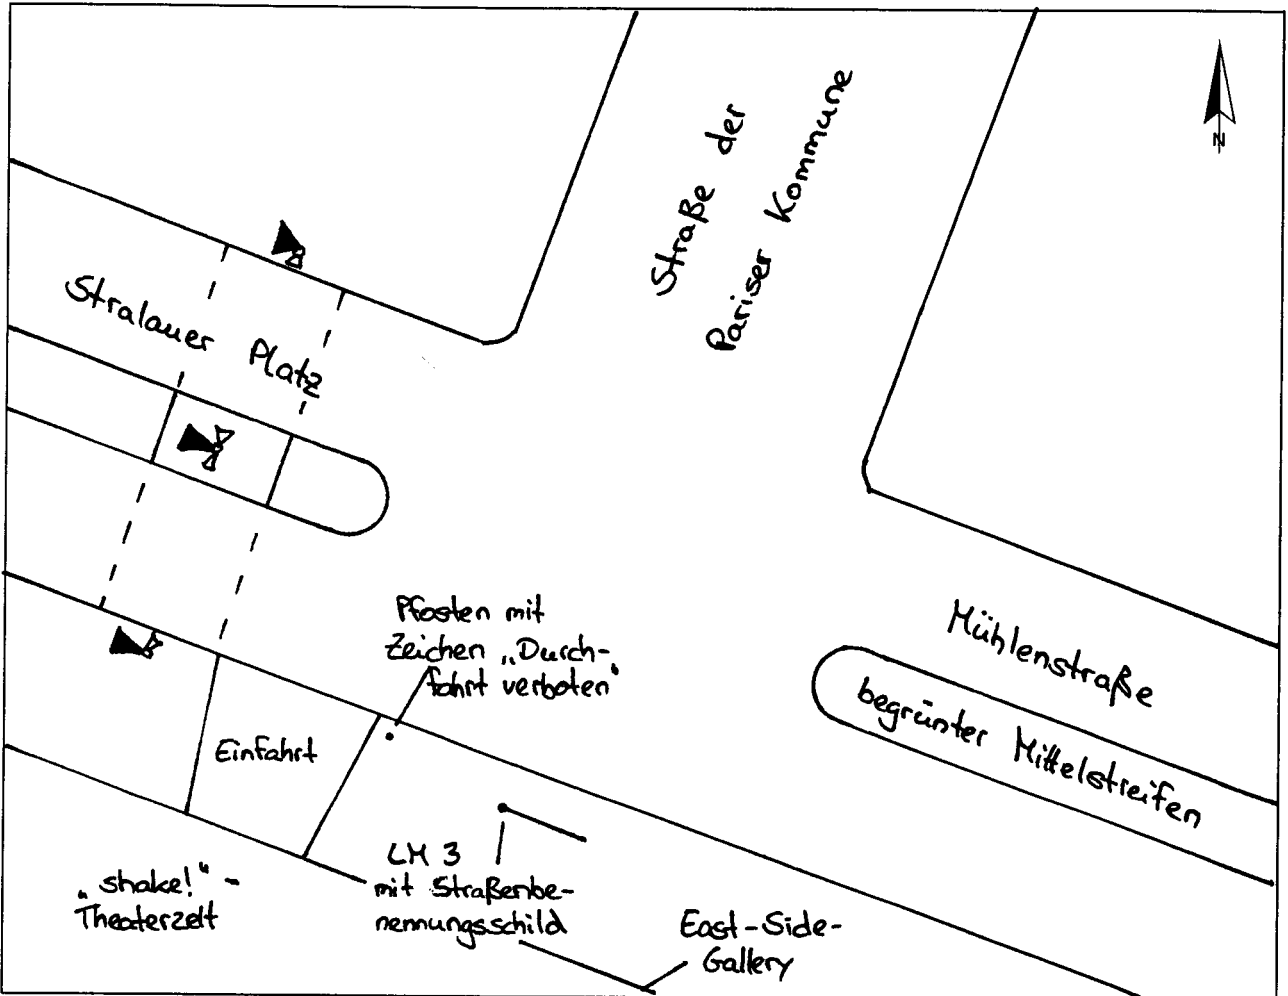 N
Straße der
Pariser Kommune
Stralauer Platz
Pfosten mit
Zeichen „Durch-
fahrt verboten"
Mühlenstraße
begrünter Mittelstreifen
Einfahrt
LM 3
mit Straßenbe-
nennungsschild
„shake!"-
Theaterzelt
East-Side-
Gallery